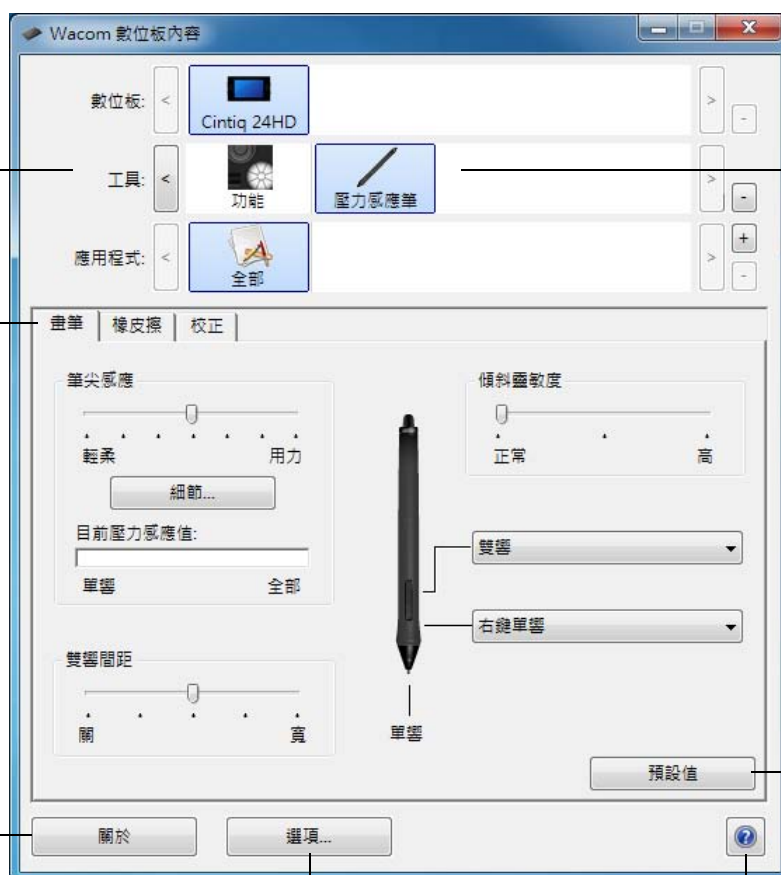 Wacom 數位板內容
數位板:
<
Cintiq 24HD
>
-
工具:
<
功能
壓力感應筆
>
-
應用程式:
<
全部
>
+
-
畫筆
橡皮擦
校正
筆尖感應
輕柔
用力
細節...
目前壓力感應值:
單響
全部
傾斜靈敏度
正常
高
雙響
右鍵單響
雙響間距
關
寬
單響
預設值
關於
選項...
?